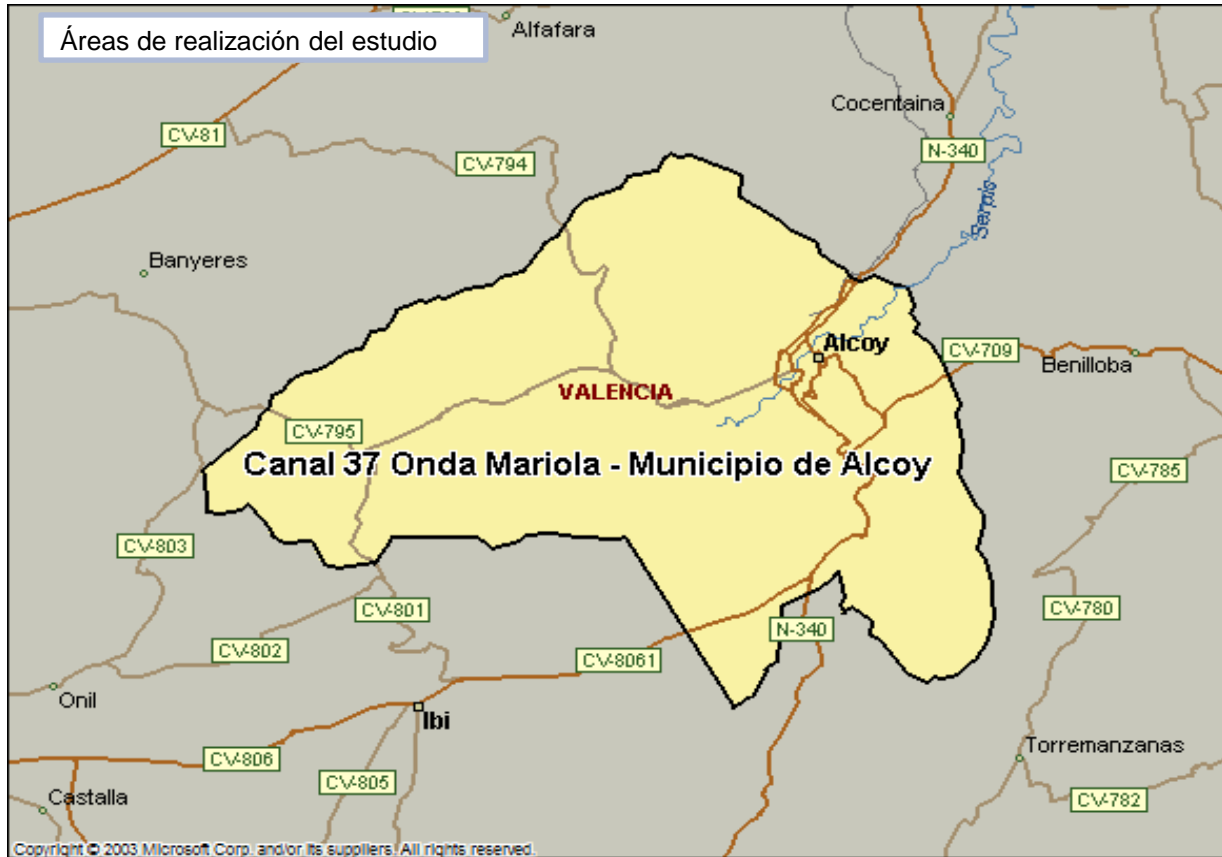 Áreas de realización del estudio
Alfafara
Cocentaina
CV-81
CV-794
N-340
Serpis
Banyeres
Alcoy
CV-709
Benilloba
VALENCIA
CV-795
Canal 37 Onda Mariola - Municipio de Alcoy
CV-785
CV-803
CV-801
CV-780
N-340
CV-802
CV-8061
Onil
Ibi
Torremanzanas
CV-806
CV-805
Castalla
CV-782
Copyright © 2003 Microsoft Corp. and/or its suppliers. All rights reserved.